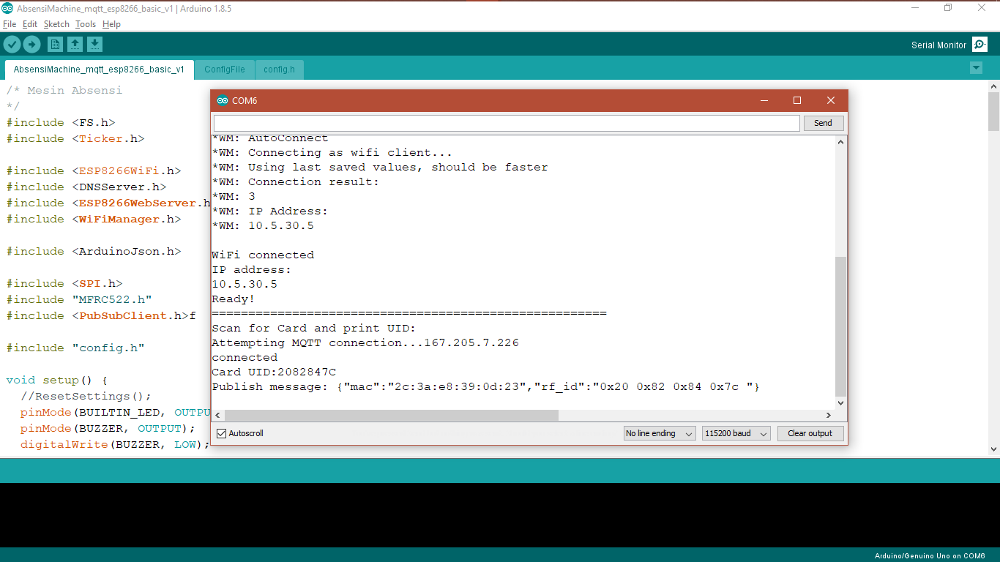 AbsensiMachine_mqtt_esp8266_basic_v1 | Arduino 1.8.5
File Edit Sketch Tools Help
Serial Monitor
AbsensiMachine_mqtt_esp8266_basic_v1 ConfigFile config.h
/* Mesin Absensi
*/
#include <FS.h>
#include <Ticker.h>
#include <ESP8266WiFi.h>
#include <DNSServer.h>
#include <ESP8266WebServer.h
#include <WiFiManager.h>
#include <ArduinoJson.h>
#include <SPI.h>
#include "MFRC522.h"
#include <PubSubClient.h>f
#include "config.h"
void setup() {
//ResetSettings();
pinMode(BUILTIN_LED, OUTPU
pinMode(BUZZER, OUTPUT);
digitalWrite(BUZZER, LOW);
COM6
Send
*WM: AutoConnect
*WM: Connecting as wifi client...
*WM: Using last saved values, should be faster
*WM: Connection result:
*WM: 3
*WM: IP Address:
*WM: 10.5.30.5
WiFi connected
IP address:
10.5.30.5
Ready!
======================================================
Scan for Card and print UID:
Attempting MQTT connection...167.205.7.226
connected
Card UID:2082847C
Publish message: {"mac":"2c:3a:e8:39:0d:23","rf_id":"0x20 0x82 0x84 0x7c "}
Autoscroll
No line ending
115200 baud
Clear output
Arduino/Genuino Uno on COM6